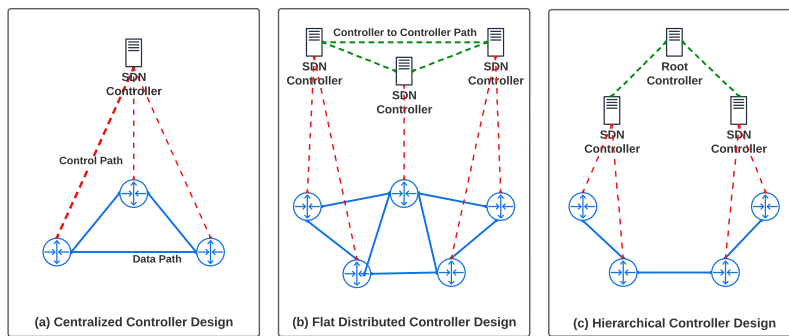 SDN
Controller
Control Path
Data Path
(a) Centralized Controller Design
Controller to Controller Path
SDN
Controller
SDN
Controller
SDN
Controller
(b) Flat Distributed Controller Design
Root
Controller
SDN
Controller
SDN
Controller
(c) Hierarchical Controller Design